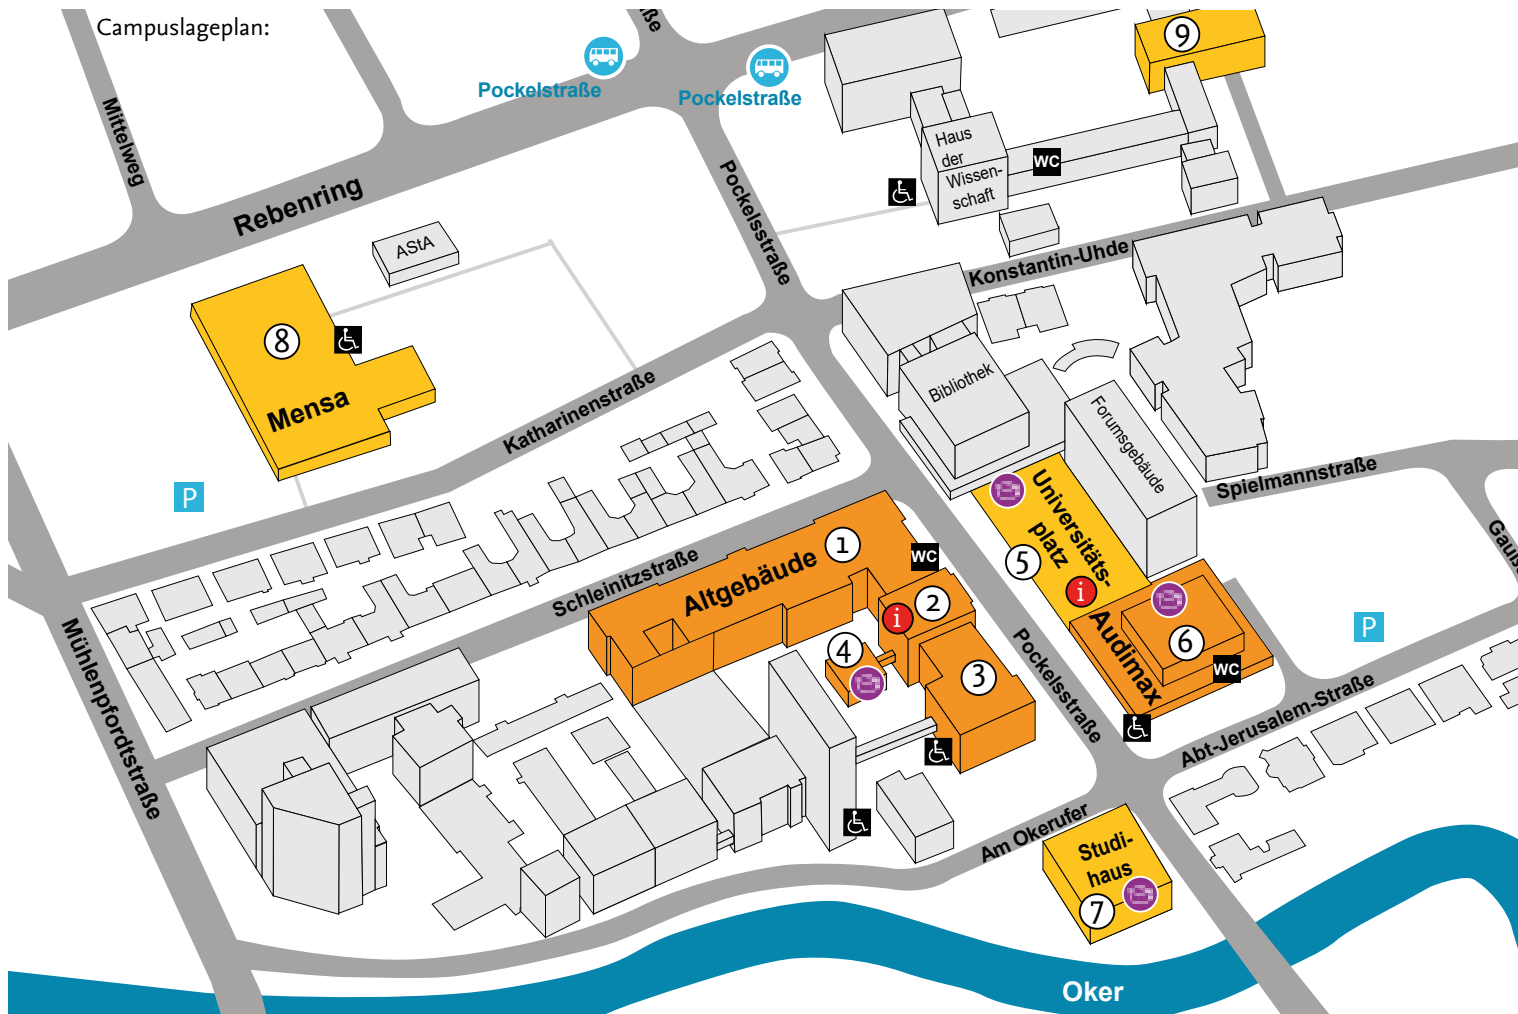 Campuslageplan:
ße
9
Pockelstraße
Pockelstraße
Mittelweg
Haus
der
Wissen-
schaft
WC
Rebenring
Pockelsstraße
AStA
Konstantin-Uhde
8
Mensa
Bibliothek
Katharinenstraße
Forumsgebäude
P
Spielmannstraße
Universitäts-
platz
Gauß
1
Altgebäude
WC
5
Schleinitzstraße
i
2
i
6
Audimax
WC
P
4
3
Mühlenpfordtstraße
Pockelsstraße
Abt-Jerusalem-Straße
Am Okerufer
Studi-
haus
7
Oker